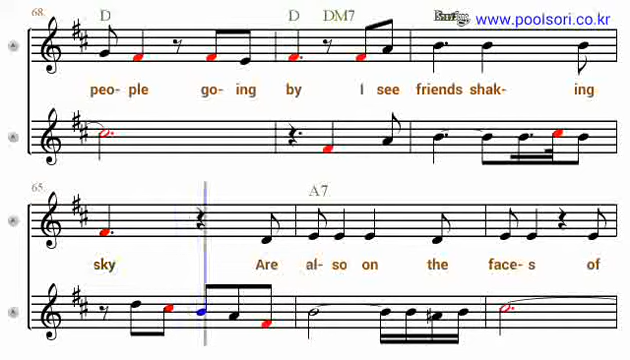 68. D D DM7 www.poolsori.co.kr
peo- ple go- ing by I see friends shak- ing
65. A7
sky Are al- so on the face- s of